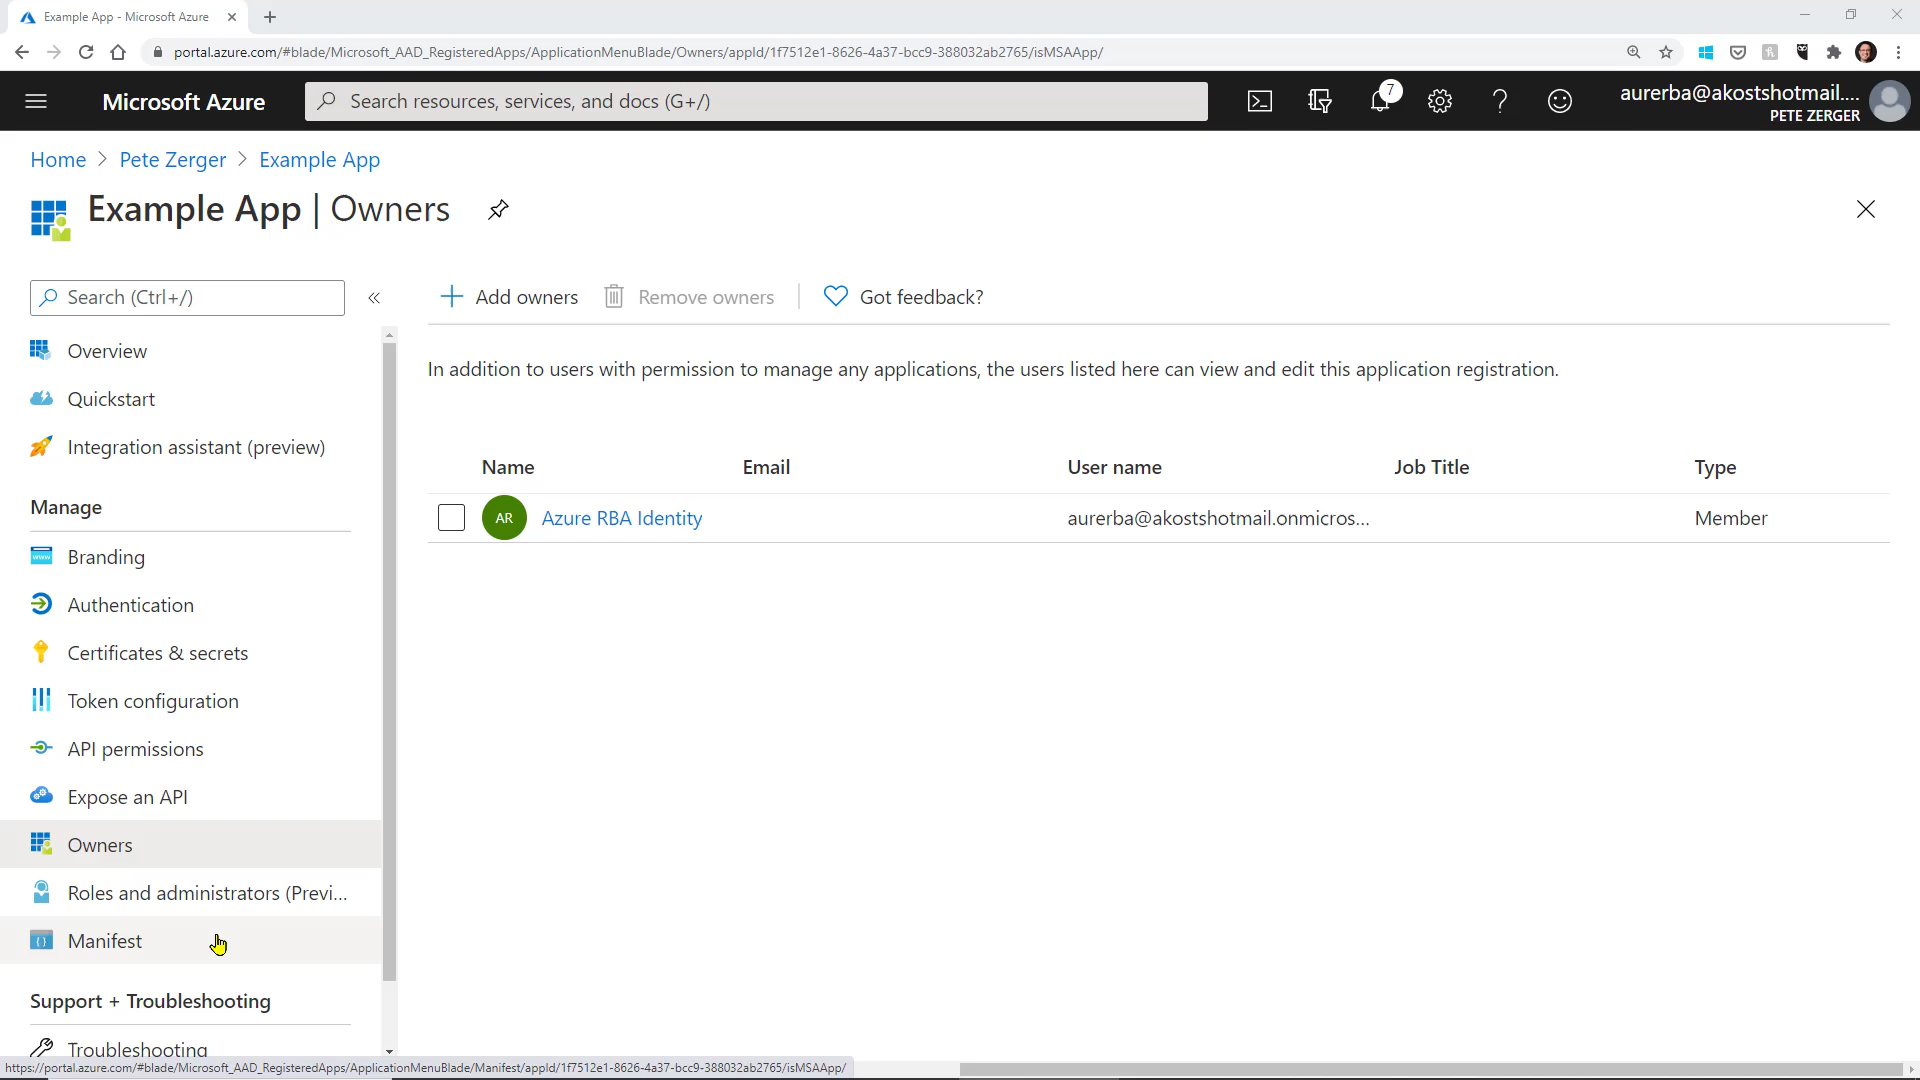 Example App - Microsoft Azure
portal.azure.com/#blade/Microsoft_AAD_RegisteredApps/ApplicationMenuBlade/Owners/appId/1f7512e1-8626-4a37-bcc9-388032ab2765/isMSAApp/
Microsoft Azure
Search resources, services, and docs (G+/)
7
aurerba@akostshotmail....
PETE ZERGER
Home > Pete Zerger > Example App
Example App | Owners
Search (Ctrl+/)
Add owners
Remove owners
Got feedback?
Overview
Quickstart
Integration assistant (preview)
Manage
Branding
Authentication
Certificates & secrets
Token configuration
API permissions
Expose an API
Owners
Roles and administrators (Previ...
Manifest
Support + Troubleshooting
Troubleshooting
In addition to users with permission to manage any applications, the users listed here can view and edit this application registration.
Name Email User name Job Title Type
AR Azure RBA Identity aurerba@akostshotmail.onmicros... Member
https://portal.azure.com/#blade/Microsoft_AAD_RegisteredApps/ApplicationMenuBlade/Manifest/appId/1f7512e1-8626-4a37-bcc9-388032ab2765/isMSAApp/